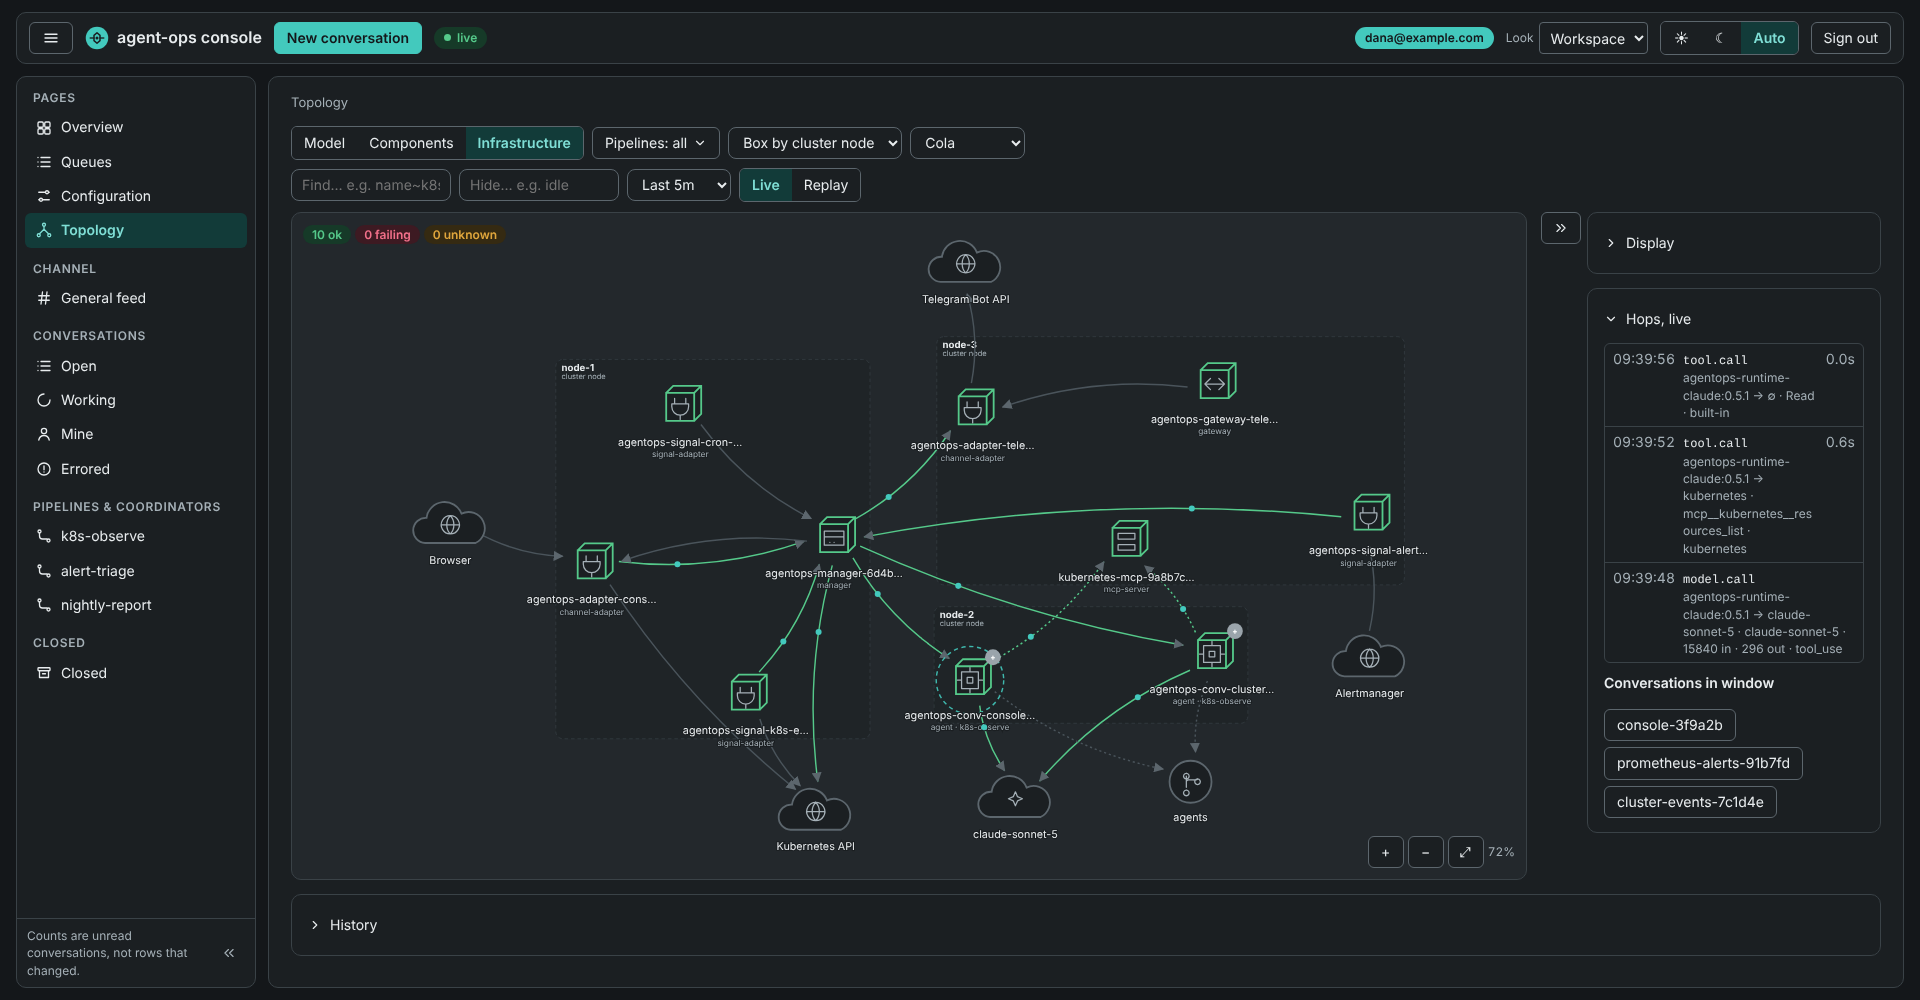 agent-ops console
New conversation
live
dana@example.com
Look
Workspace
Auto
Sign out
PAGES
Overview
Queues
Configuration
Topology
CHANNEL
General feed
CONVERSATIONS
Open
Working
Mine
Errored
PIPELINES & COORDINATORS
k8s-observe
alert-triage
nightly-report
CLOSED
Closed
Counts are unread
conversations, not rows that
changed.
Topology
Model
Components
Infrastructure
Pipelines: all
Box by cluster node
Cola
Find... e.g. name~k8s
Hide... e.g. idle
Last 5m
Live
Replay
10 ok
0 failing
0 unknown
Telegram Bot API
node-1
cluster node
node-3
cluster node
agentops-signal-cron-...
signal-adapter
agentops-adapter-tele...
channel-adapter
agentops-gateway-tele...
gateway
Browser
agentops-adapter-cons...
channel-adapter
agentops-manager-6d4b...
manager
kubernetes-mcp-9a8b7c...
mcp-server
agentops-signal-alert...
signal-adapter
node-2
cluster node
agentops-conv-console...
agent · k8s-observe
agentops-conv-cluster...
agent · k8s-observe
Alertmanager
agentops-signal-k8s-e...
signal-adapter
Kubernetes API
claude-sonnet-5
agents
+
−
72%
Display
Hops, live
09:39:56 tool.call 0.0s
agentops-runtime-
claude:0.5.1 → ∅ · Read
· built-in
09:39:52 tool.call 0.6s
agentops-runtime-
claude:0.5.1 →
kubernetes ·
mcp__kubernetes__res
ources_list ·
kubernetes
09:39:48 model.call
agentops-runtime-
claude:0.5.1 → claude-
sonnet-5 · claude-sonnet-5 ·
15840 in · 296 out · tool_use
Conversations in window
console-3f9a2b
prometheus-alerts-91b7fd
cluster-events-7c1d4e
History